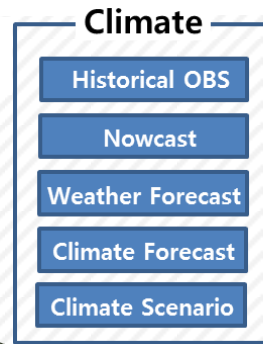 Climate
Historical OBS
Nowcast
Weather Forecast
Climate Forecast
Climate Scenario